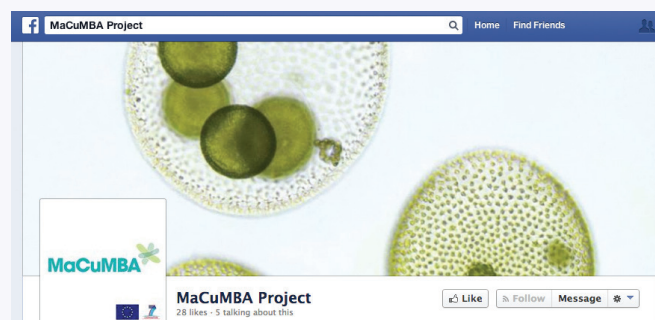 MaCuMBA Project
Home
Find Friends
MaCuMBA
MaCuMBA Project
28 likes · 5 talking about this
Like
Follow
Message